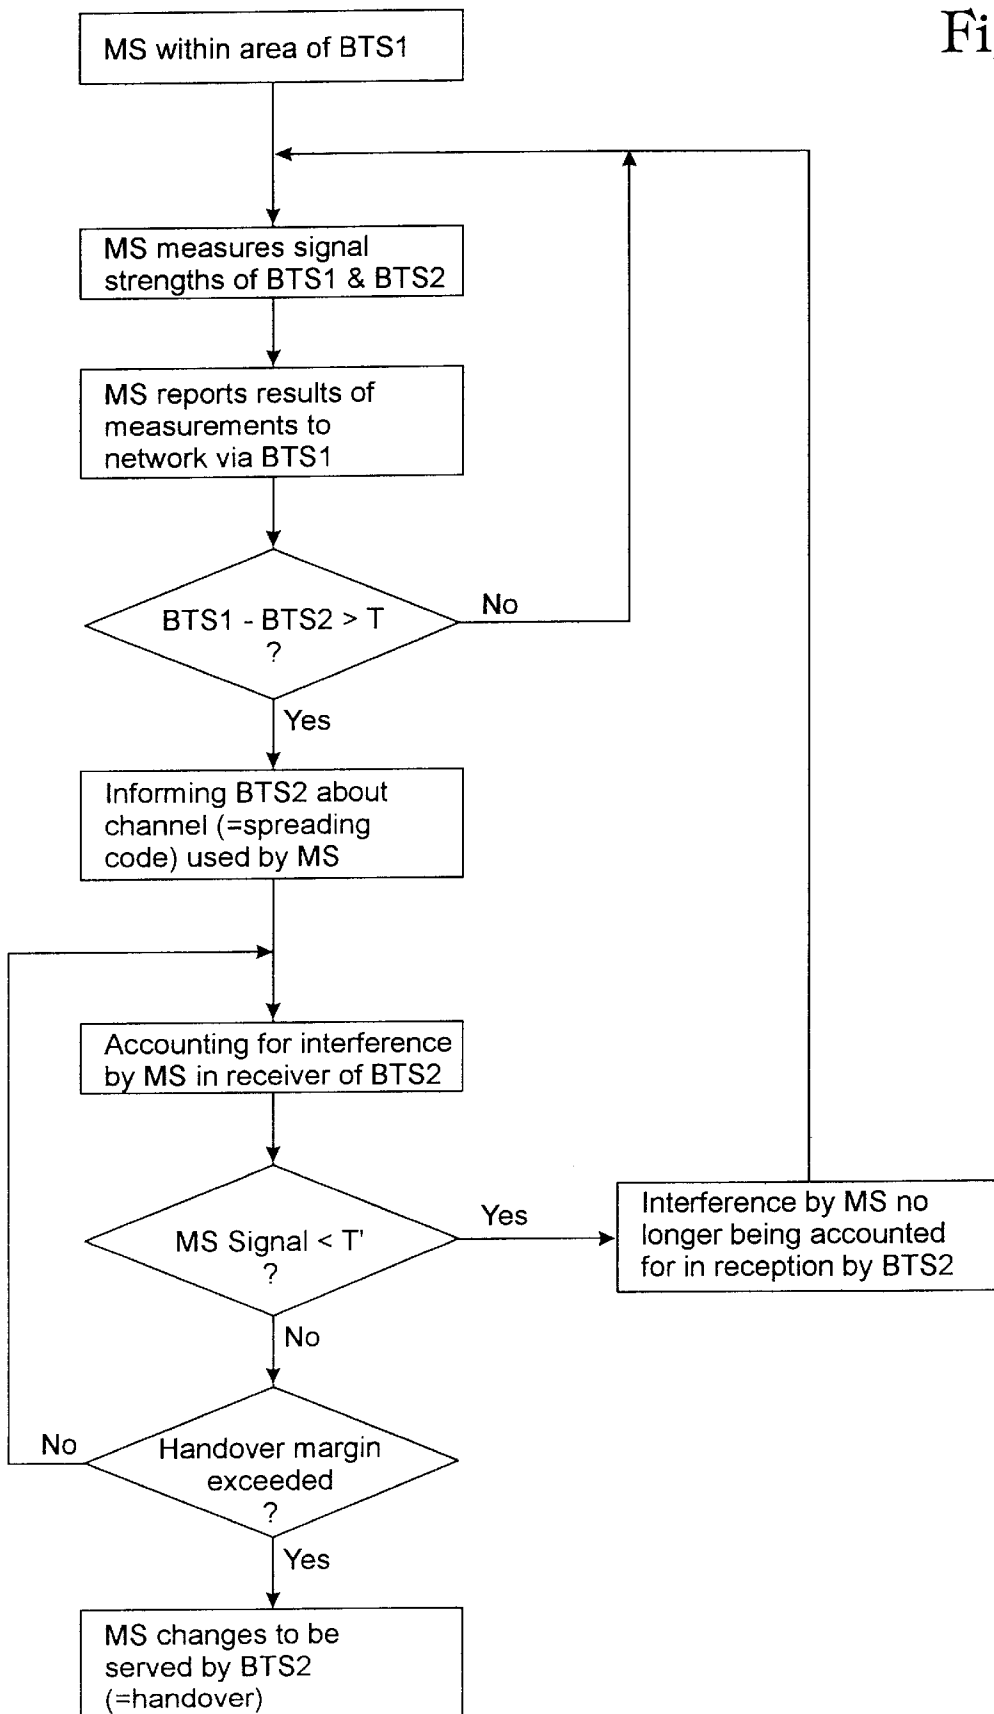 Fi
MS within area of BTS1
MS measures signal
strengths of BTS1 & BTS2
MS reports results of
measurements to
network via BTS1
BTS1 - BTS2 > T
?
No
Yes
Informing BTS2 about
channel (=spreading
code) used by MS
Accounting for interference
by MS in receiver of BTS2
MS Signal < T'
?
Yes
Interference by MS no
longer being accounted
for in reception by BTS2
No
Handover margin
exceeded
?
No
Yes
MS changes to be
served by BTS2
(=handover)